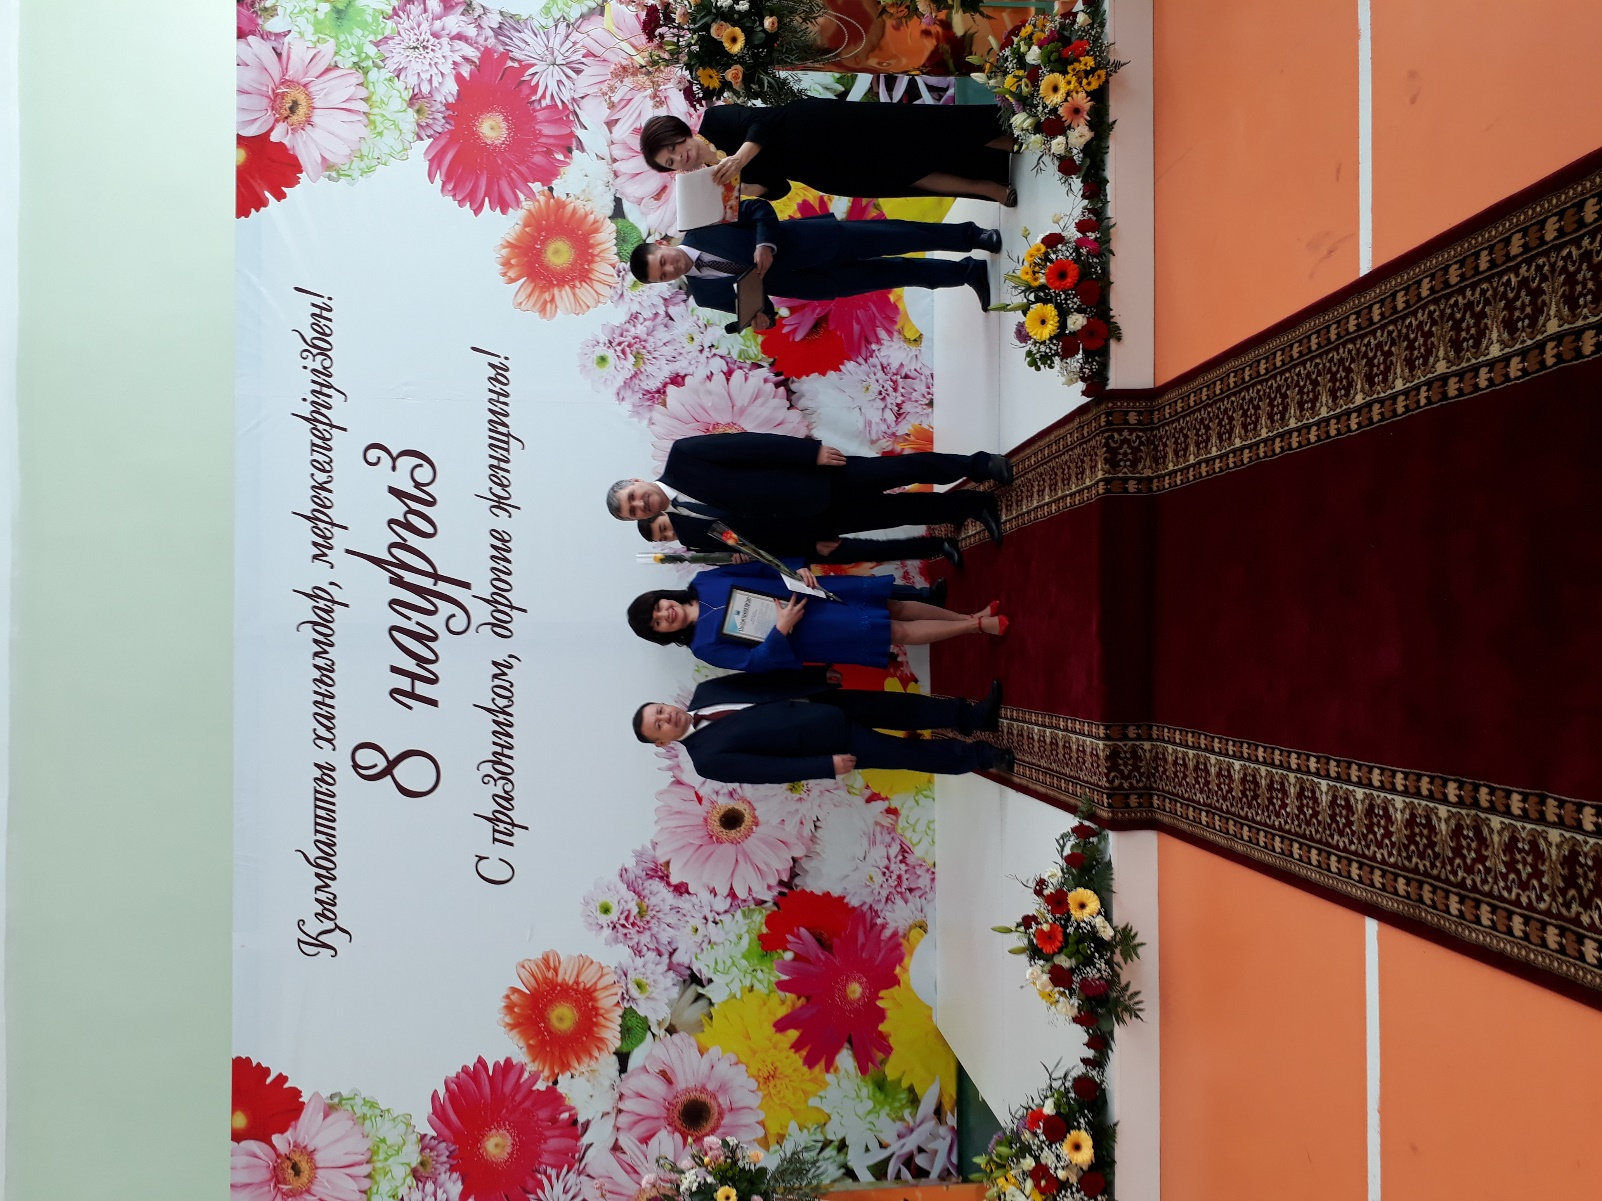 Қымбатты ханымдар, мерекелеріңізбен!
8 наурыз
С праздником, дорогие женщины!